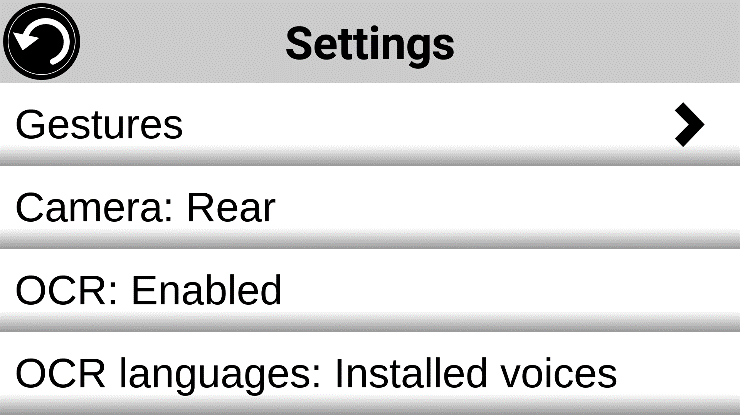 Settings
Gestures
Camera: Rear
OCR: Enabled
OCR languages: Installed voices